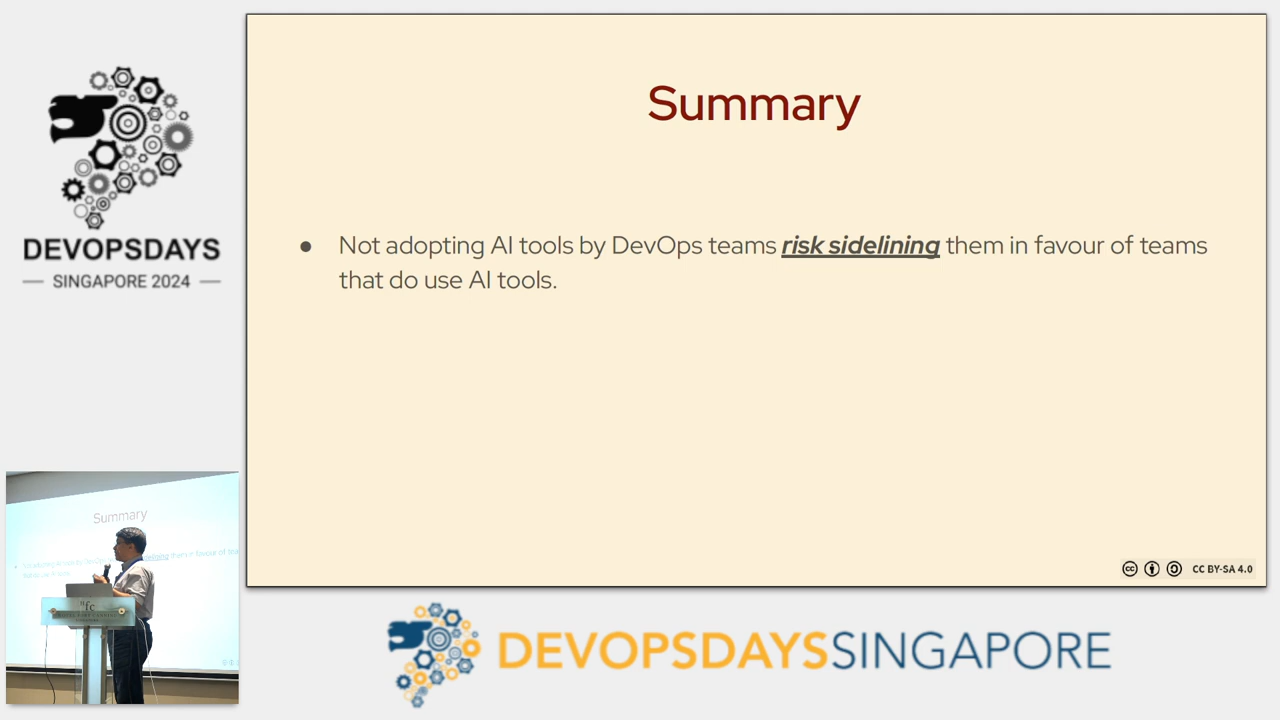 DEVOPSDAYS
SINGAPORE 2024
Summary
● Not adopting AI tools by DevOps teams risk sidelining them in favour of teams
that do use AI tools.
CC BY-SA 4.0
Summary
DEVOPSDAYSSINGAPORE